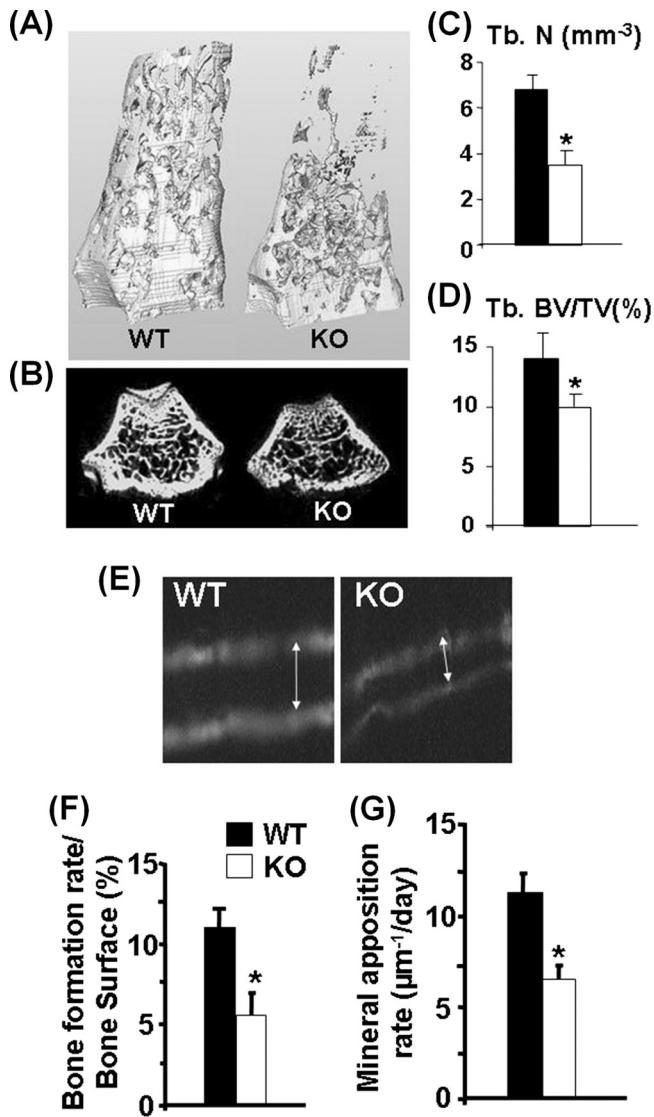 (A)
WT KO
(B)
WT KO
(C)
Tb. N (mm-3)
8
6
4
2
0
*
(D)
Tb. BV/TV(%)
15
10
5
0
*
(E)
WT KO
(F)
WT
KO
Bone formation rate/
Bone Surface (%)
15
10
5
0
*
(G)
Mineral apposition
rate (µm-1/day)
15
10
5
0
*